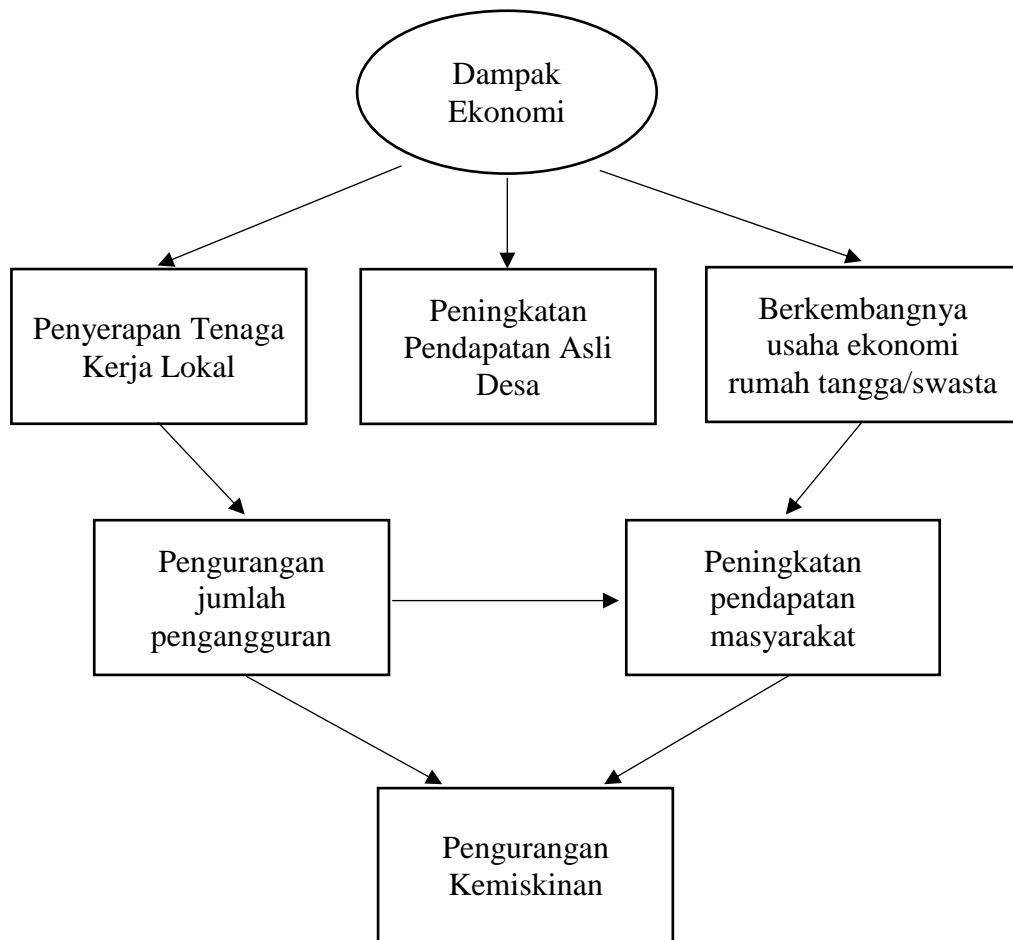 Dampak
Ekonomi
Penyerapan Tenaga
Kerja Lokal
Peningkatan
Pendapatan Asli
Desa
Berkembangnya
usaha ekonomi
rumah tangga/swasta
Pengurangan
jumlah
pengangguran
Peningkatan
pendapatan
masyarakat
Pengurangan
Kemiskinan